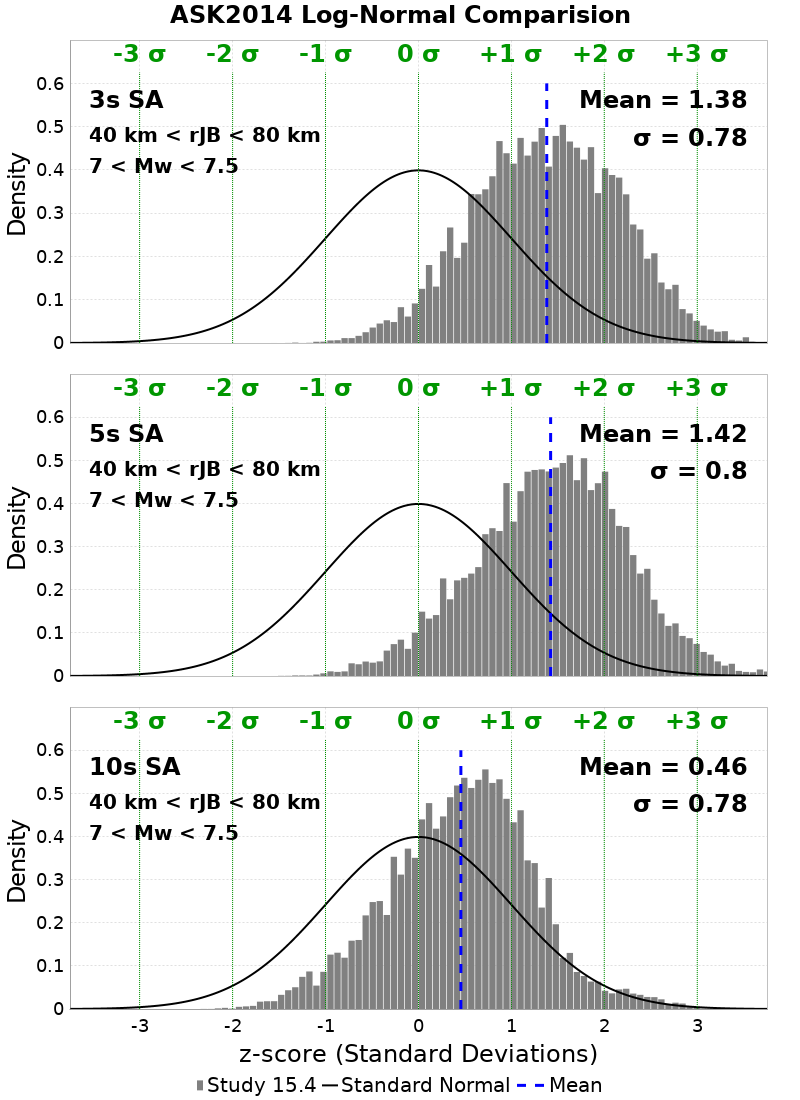 ASK2014 Log-Normal Comparision
-3 σ -2 σ -1 σ 0 σ +1 σ +2 σ +3 σ
0.6
3s SA Mean = 1.38
0.5
40 km < rJB < 80 km σ = 0.78
7 < Mw < 7.5
0.4
Density
0.3
0.2
0.1
0
-3 σ -2 σ -1 σ 0 σ +1 σ +2 σ +3 σ
0.6
5s SA Mean = 1.42
0.5
40 km < rJB < 80 km σ = 0.8
7 < Mw < 7.5
0.4
Density
0.3
0.2
0.1
0
-3 σ -2 σ -1 σ 0 σ +1 σ +2 σ +3 σ
0.6
10s SA Mean = 0.46
0.5
40 km < rJB < 80 km σ = 0.78
7 < Mw < 7.5
0.4
Density
0.3
0.2
0.1
0
-3 -2 -1 0 1 2 3
z-score (Standard Deviations)
Study 15.4 Standard Normal Mean